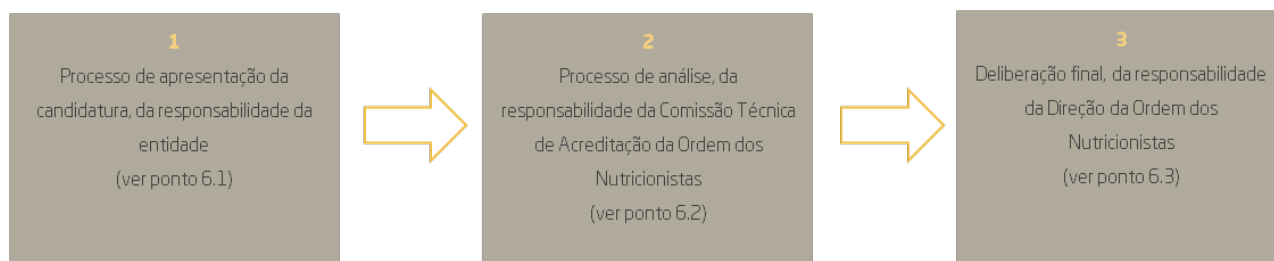 1
Processo de apresentação da
candidatura, da responsabilidade da
entidade
(ver ponto 6.1)
2
Processo de análise, da
responsabilidade da Comissão Técnica
de Acreditação da Ordem dos
Nutricionistas
(ver ponto 6.2)
3
Deliberação final, da responsabilidade
da Direção da Ordem dos
Nutricionistas
(ver ponto 6.3)